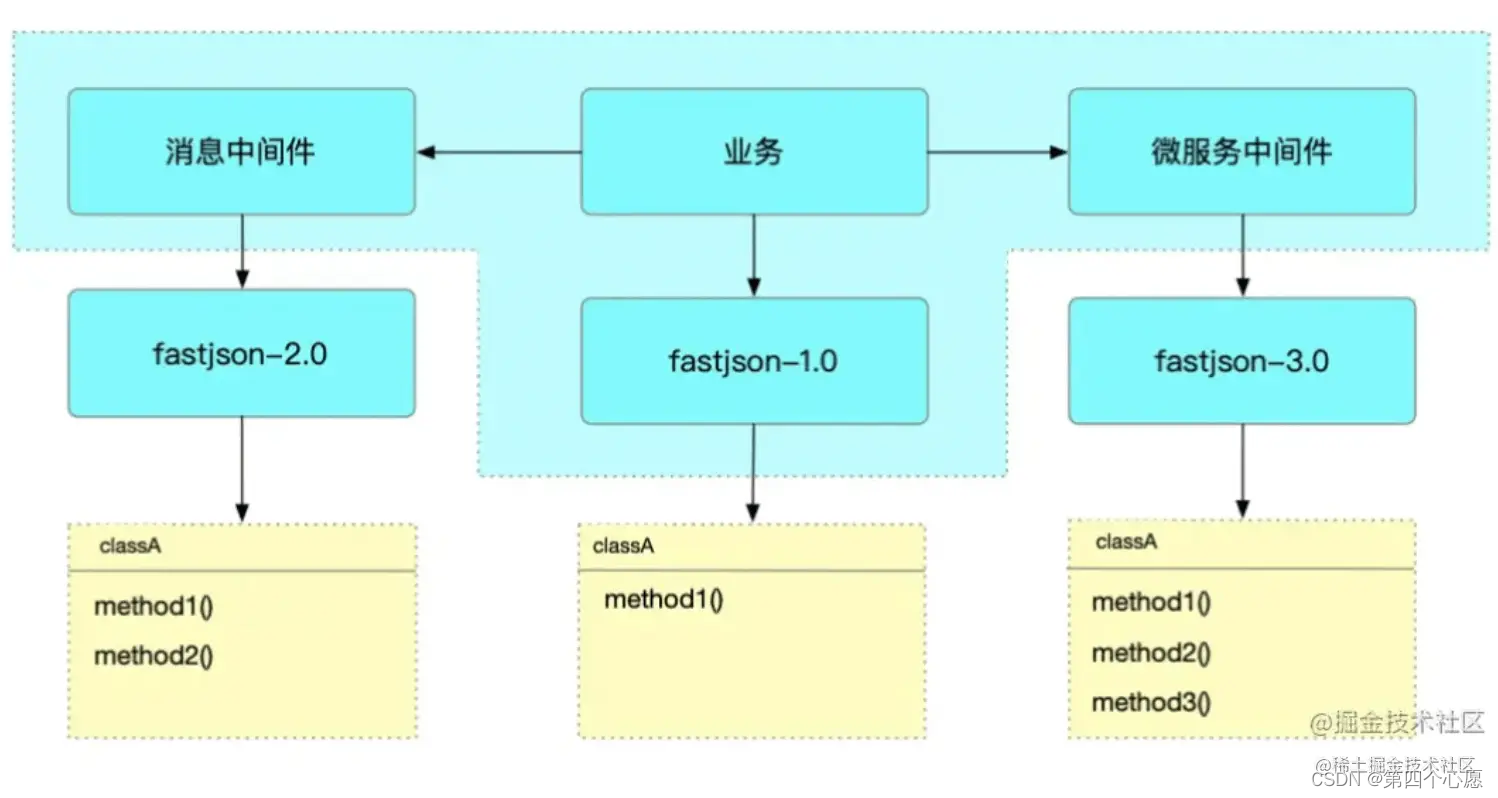 消息中间件
业务
微服务中间件
fastjson-2.0
fastjson-1.0
fastjson-3.0
classA
method1()
method2()
classA
method1()
classA
method1()
method2()
method3()
@掘金技术社区
@稀土掘金技术社区
CSDN @第四个心愿